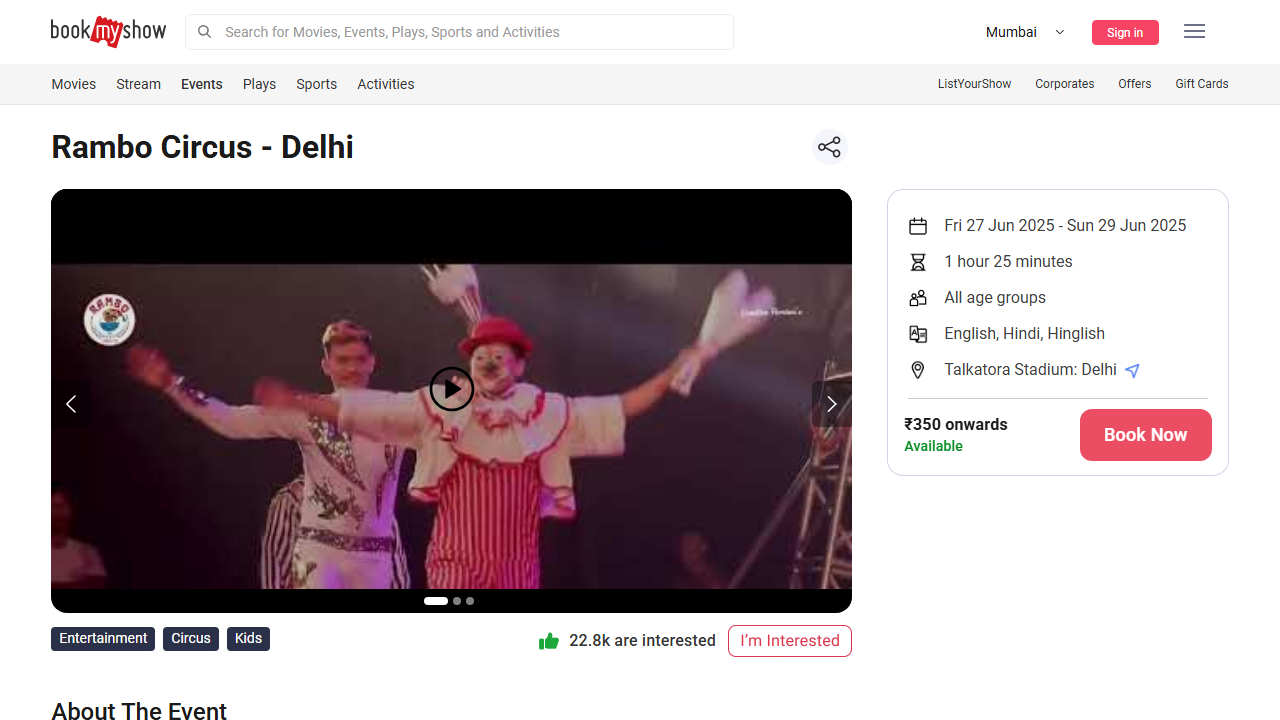 book my show
Search for Movies, Events, Plays, Sports and Activities
Mumbai
Sign in
Movies Stream Events Plays Sports Activities
ListYourShow Corporates Offers Gift Cards
Rambo Circus - Delhi
RAMBO
Fri 27 Jun 2025 - Sun 29 Jun 2025
1 hour 25 minutes
All age groups
English, Hindi, Hinglish
Talkatora Stadium: Delhi
₹350 onwards
Available
Book Now
Entertainment Circus Kids
22.8k are interested
I’m Interested
About The Event